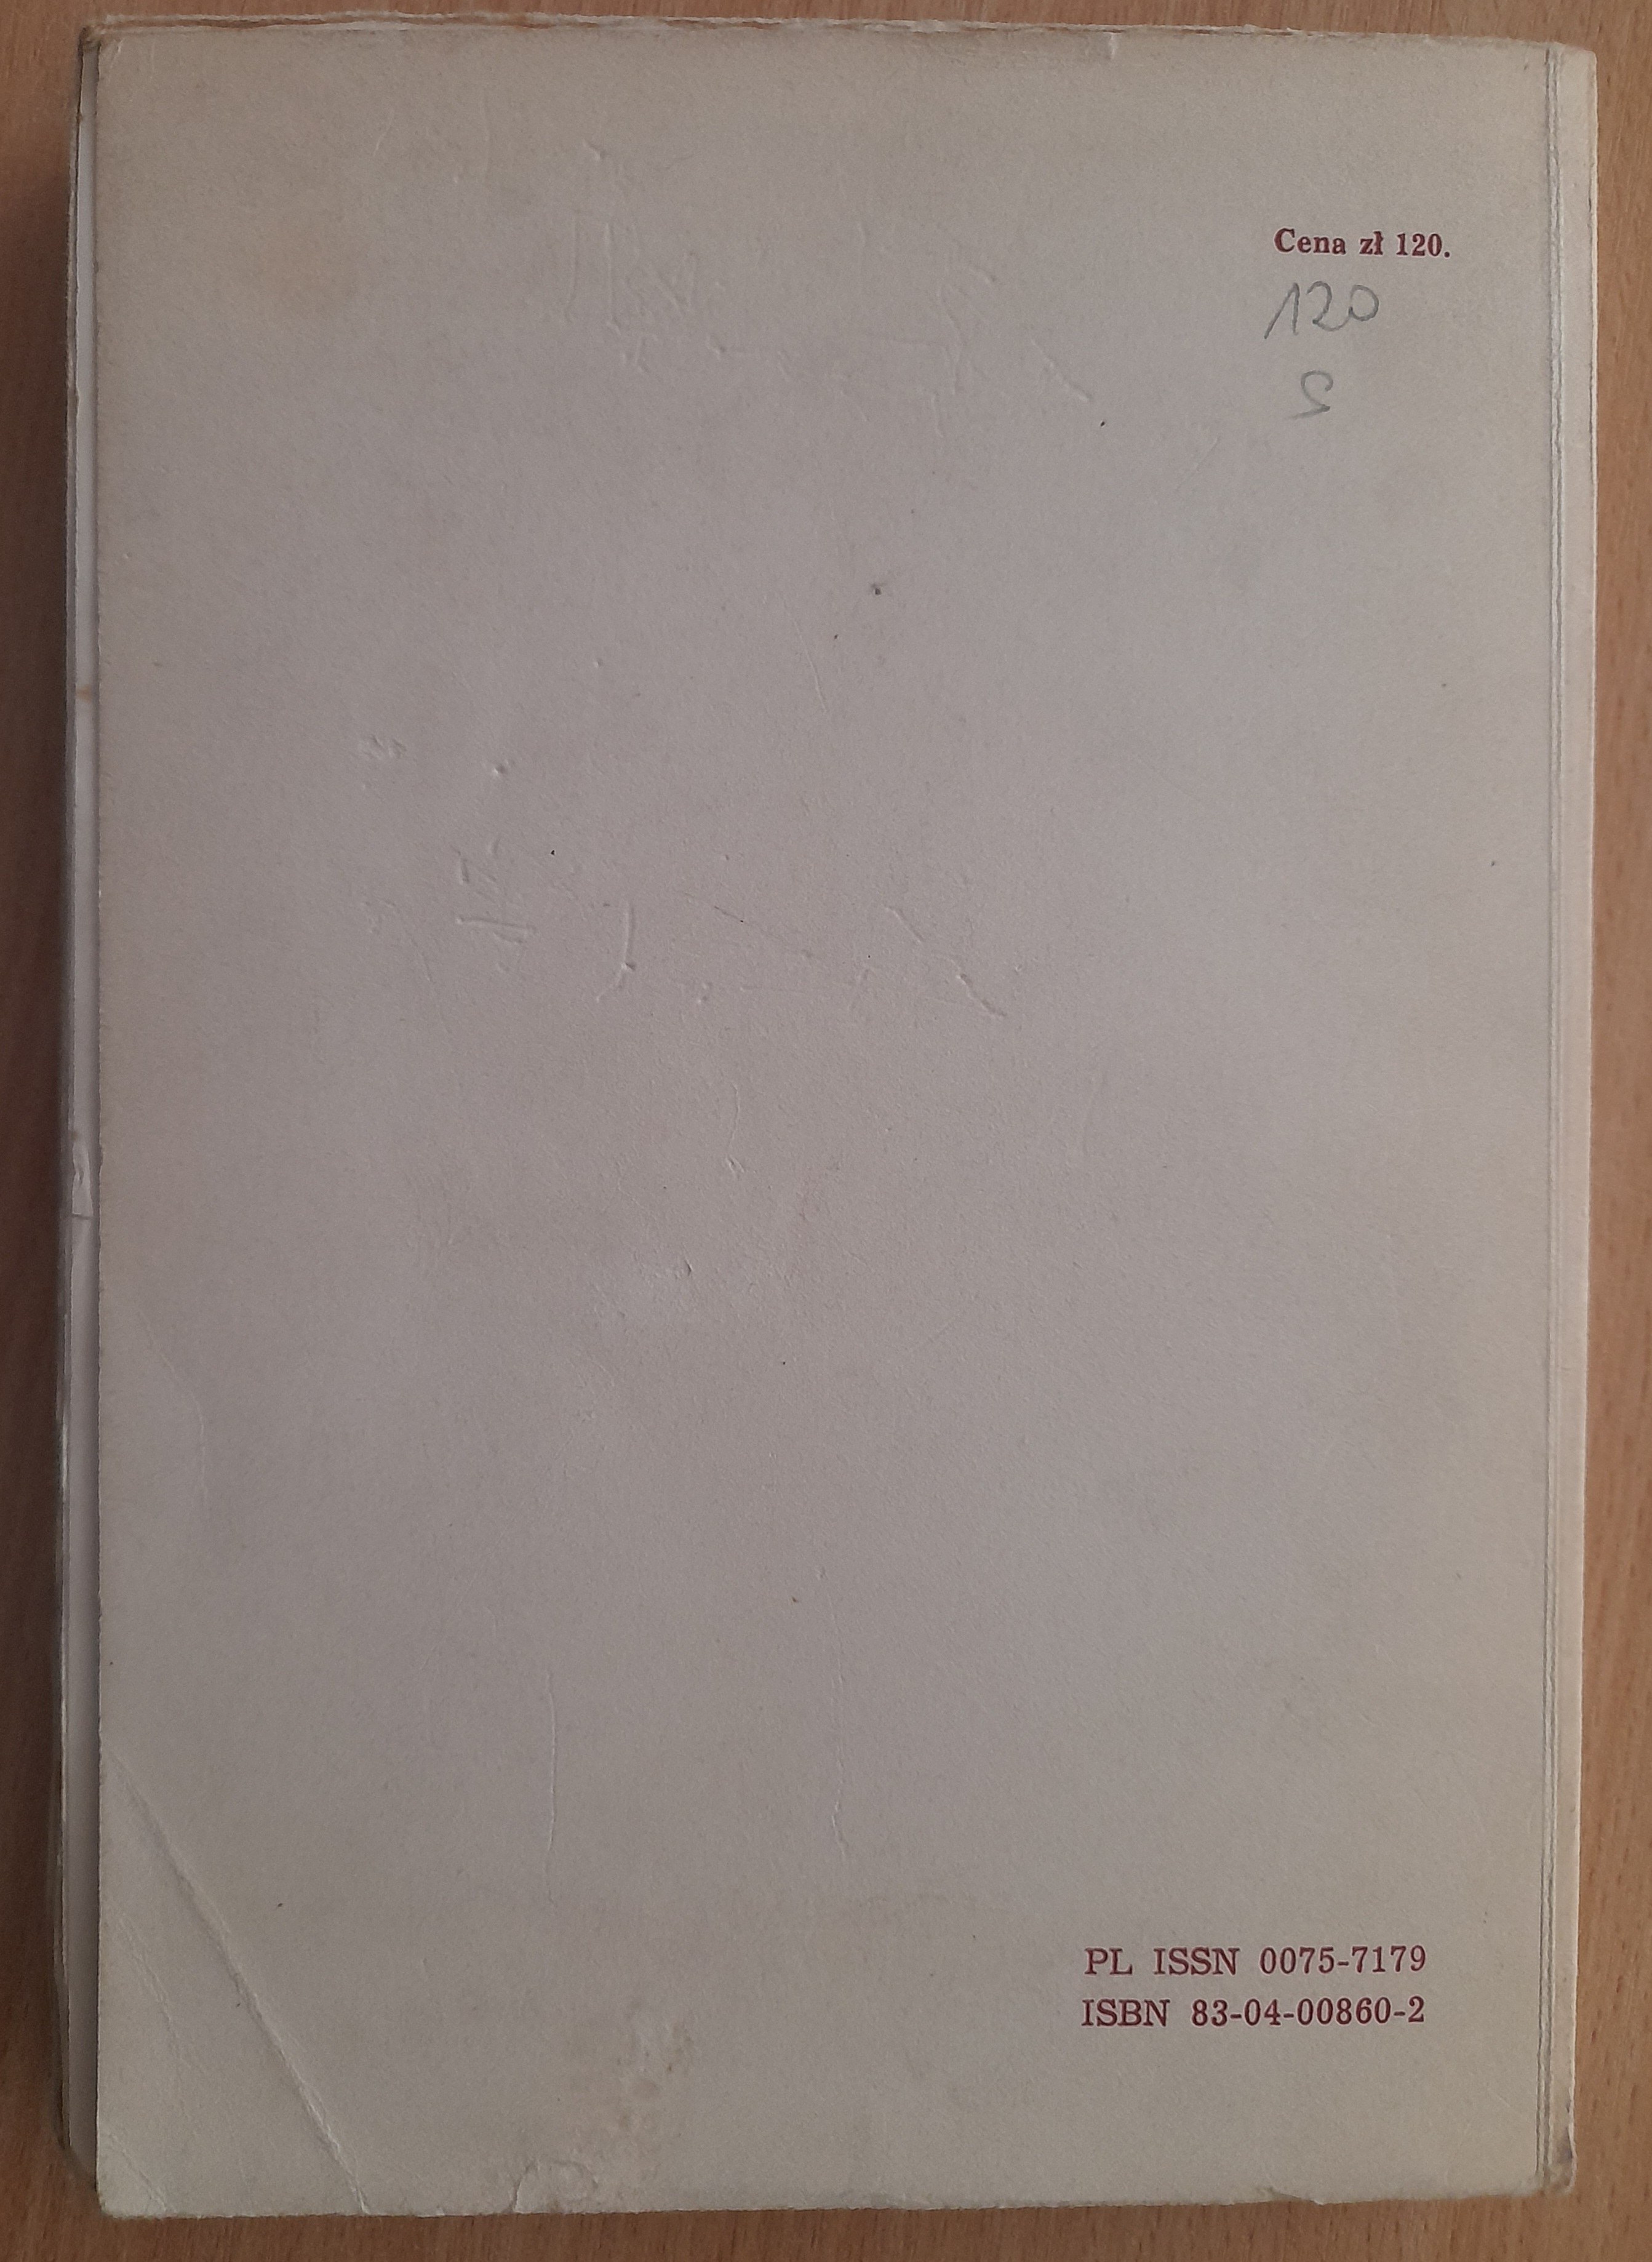 Cena zł 120.
120
PL ISSN 0075-7179
ISBN 83-04-00860-2